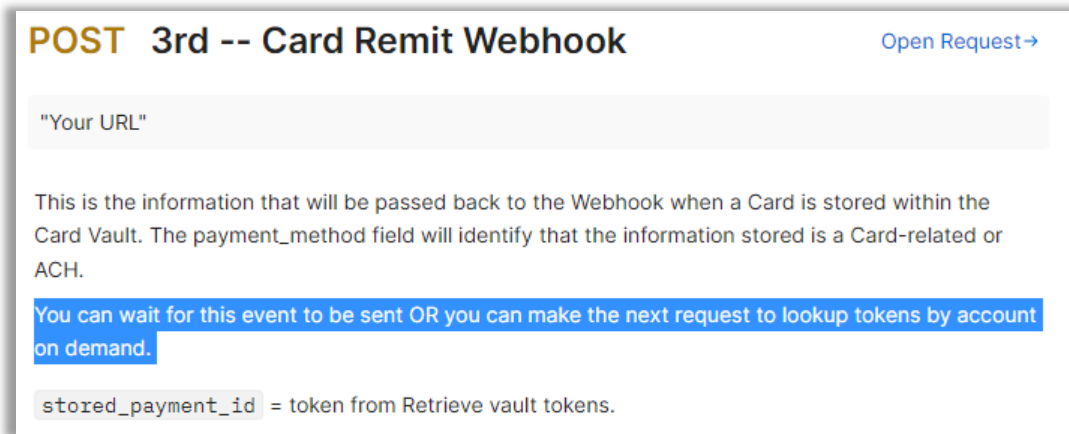 POST 3rd -- Card Remit Webhook Open Request→
"Your URL"
This is the information that will be passed back to the Webhook when a Card is stored within the
Card Vault. The payment_method field will identify that the information stored is a Card-related or
ACH.
You can wait for this event to be sent OR you can make the next request to lookup tokens by account
on demand.
stored_payment_id = token from Retrieve vault tokens.